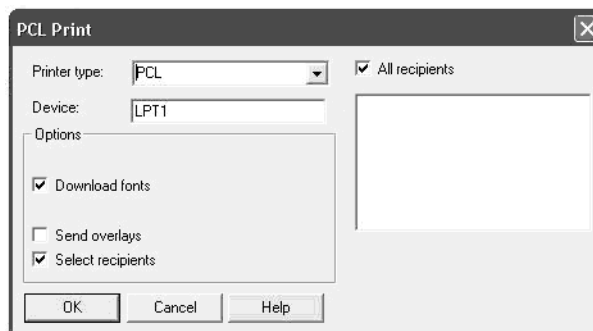 PCL Print
Printer type: PCL
All recipients
Device: LPT1
Options
Download fonts
Send overlays
Select recipients
OK Cancel Help